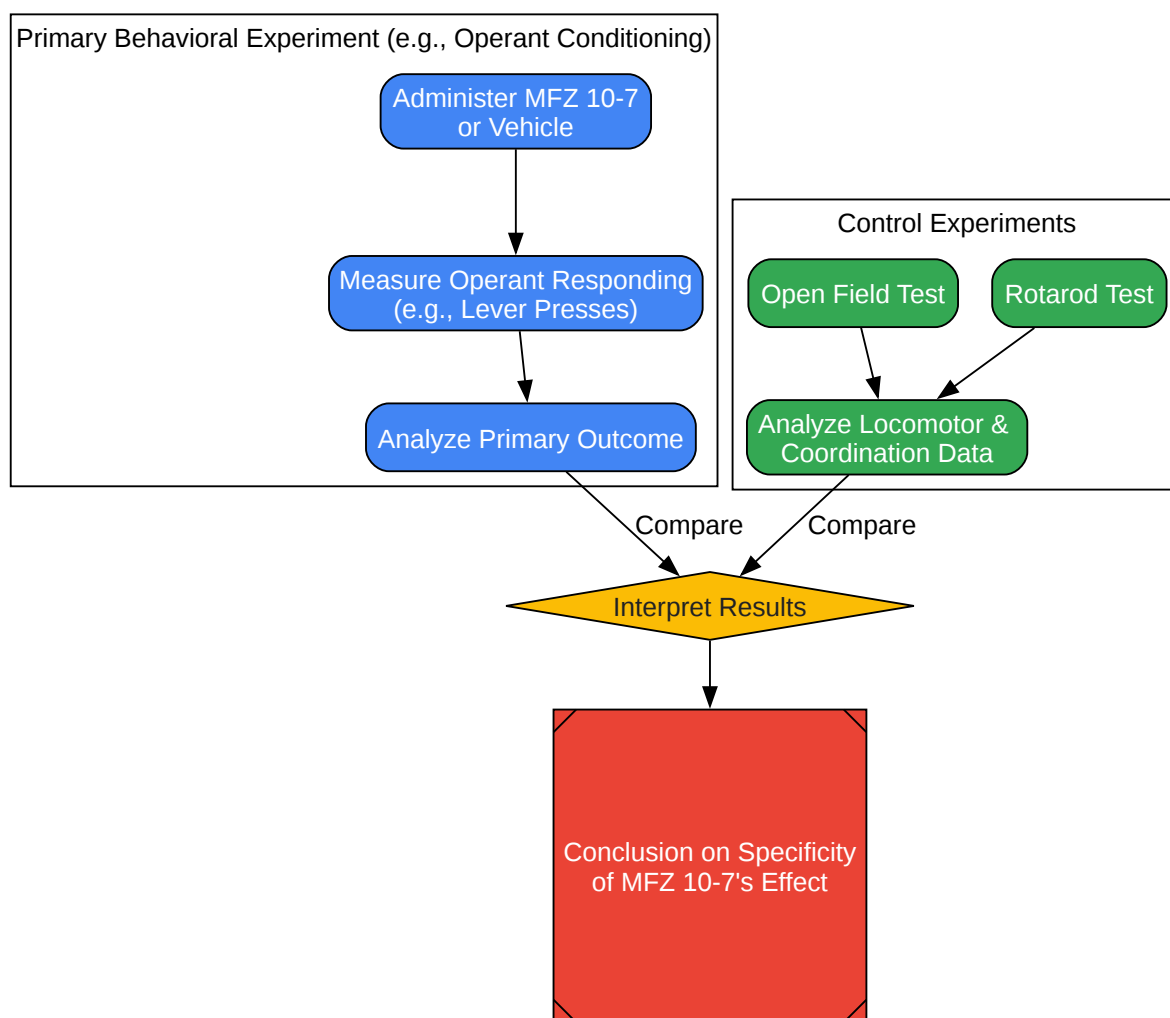 Primary Behavioral Experiment (e.g., Operant Conditioning)
Administer MFZ 10-7
or Vehicle
Measure Operant Responding
(e.g., Lever Presses)
Analyze Primary Outcome
Control Experiments
Open Field Test
Rotarod Test
Analyze Locomotor &
Coordination Data
Compare
Compare
Interpret Results
Conclusion on Specificity
of MFZ 10-7's Effect